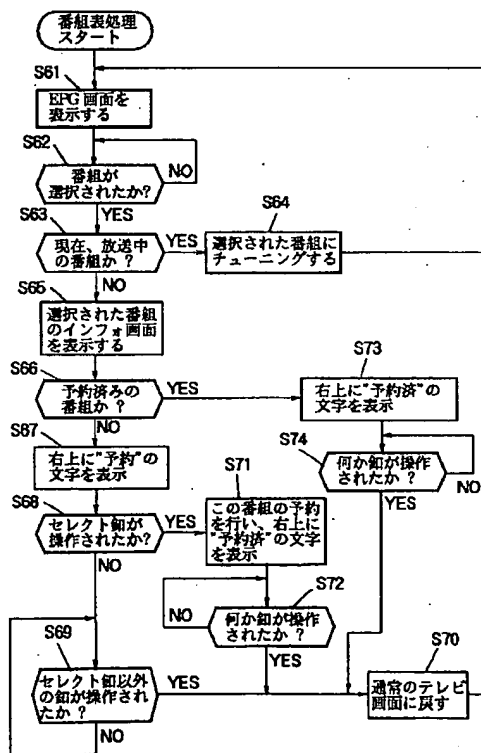 番組表処理
スタート
S61
EPG画面を
表示する
S62
番組が
選択されたか?
NO
YES
S63
現在、放送中
の番組か ?
YES
NO
S64
選択された番組に
チューニングする
S65
選択された番組
のインフォ画面
を表示する
S66
予約済みの
番組か ?
YES
NO
S73
右上に"予約済"の
文字を表示
S74
何か釦が操作
されたか ?
NO
YES
S87
右上に"予約"の
文字を表示
S68
セレクト釦が
操作されたか?
YES
NO
S71
この番組の予約
を行い、右上に
"予約済"の文字
を表示
S72
何か釦が操作
されたか ?
NO
YES
S69
セレクト釦以外
の釦が操作され
たか ?
YES
NO
S70
通常のテレビ
画面に戻す